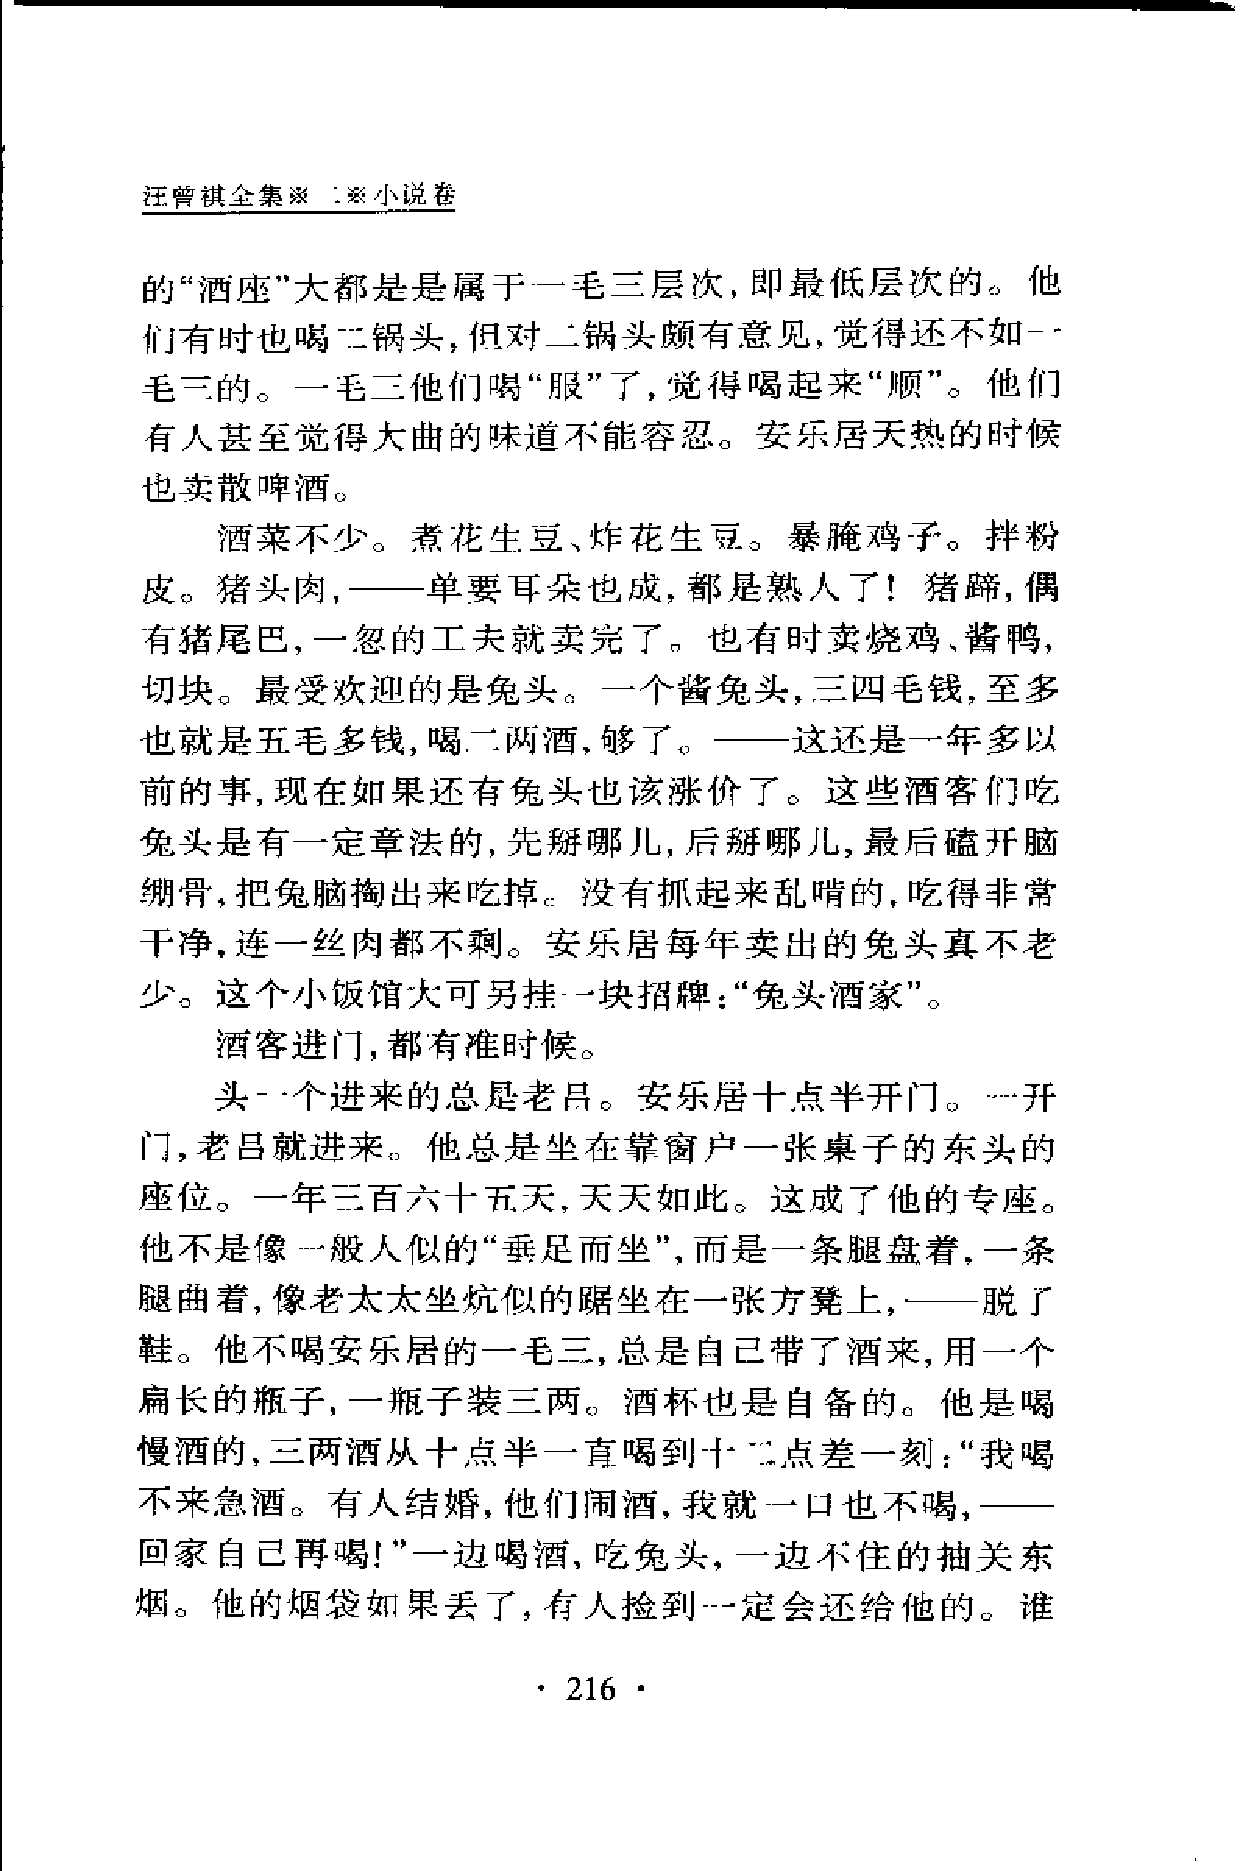 汪曾祺全集※二※小说卷
的“酒座”大都是是属于一毛三层次,即最低层次的。他
们有时也喝二锅头,但对二锅头颇有意见,觉得还不如一
毛三的。一毛三他们喝“服”了,觉得喝起来“顺”。他们
有人甚至觉得大曲的味道不能容忍。安乐居天热的时候
也卖散啤酒。
酒菜不少。煮花生豆、炸花生豆。暴腌鸡子。拌粉
皮。猪头肉,——单要耳朵也成,都是熟人了!猪蹄,偶
有猪尾巴,一忽的工夫就卖完了。也有时卖烧鸡、酱鸭,
切块。最受欢迎的是兔头。一个酱兔头,三四毛钱,至多
也就是五毛多钱,喝二两酒,够了。——这还是一年多以
前的事,现在如果还有兔头也该涨价了。这些酒客们吃
兔头是有一定章法的,先掰哪儿,后掰哪儿,最后磕开脑
绷骨,把兔脑掏出来吃掉。没有抓起来乱啃的,吃得非常
干净,连一丝肉都不剩。安乐居每年卖出的兔头真不老
少。这个小饭馆大可另挂一块招牌:“兔头酒家”。
酒客进门,都有准时候。
头一个进来的总是老吕。安乐居十点半开门。一开
门,老吕就进来。他总是坐在靠窗户一张桌子的东头的
座位。一年三百六十五天,天天如此。这成了他的专座。
他不是像一般人似的“垂足而坐”,而是一条腿盘着,一条
腿曲着,像老太太坐炕似的踞坐在一张方凳上,——脱了
鞋。他不喝安乐居的一毛三,总是自己带了酒来,用一个
扁长的瓶子,一瓶子装三两。酒杯也是自备的。他是喝
慢酒的,三两酒从十点半一直喝到十二点差一刻:“我喝
不来急酒。有人结婚,他们闹酒,我就一口也不喝,——
回家自己再喝!”一边喝酒,吃兔头,一边不住的抽关东
烟。他的烟袋如果丢了,有人捡到一定会还给他的。谁
· 216 ·